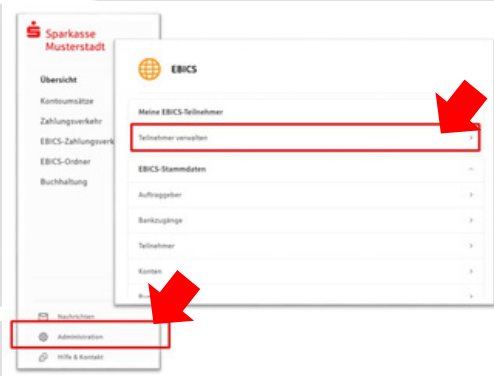 Sparkasse
Musterstadt
Übersicht
Kontoumsätze
Zahlungsverkehr
EBICS-Zahlungsverk
EBICS-Ordner
Buchhaltung
Nachrichten
Administration
Hilfe & Kontakt
EBICS
Meine EBICS-Teilnehmer
Teilnehmer verwalten
EBICS-Stammdaten
Auftraggeber
Bankzugänge
Teilnehmer
Konten